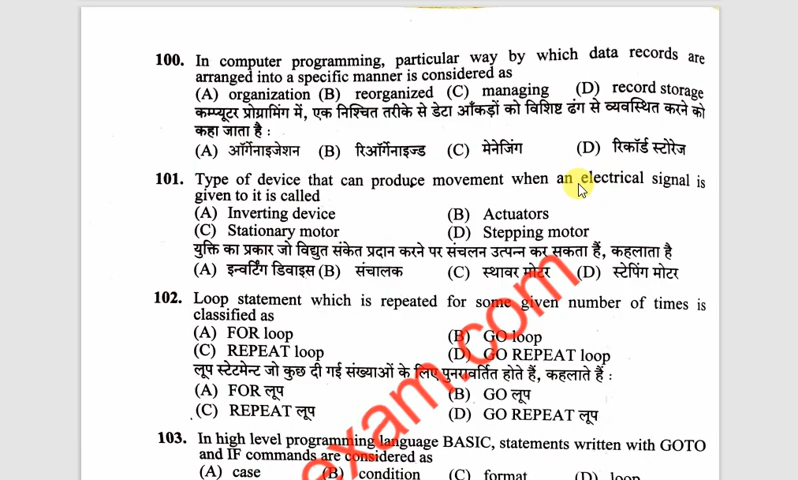 100. In computer programming, particular way by which data records are
arranged into a specific manner is considered as
(A) organization (B) reorganized (C) managing (D) record storage
कम्प्यूटर प्रोग्रामिंग में, एक निश्चित तरीके से डेटा आँकड़ों को विशिष्ट ढंग से व्यवस्थित करने को
कहा जाता है :
(A) ऑर्गेनाइजेशन (B) रिऑर्गेनाइज्ड (C) मेनेजिंग (D) रिकॉर्ड स्टोरेज
101. Type of device that can produce movement when an electrical signal is
given to it is called
(A) Inverting device (B) Actuators
(C) Stationary motor (D) Stepping motor
युक्ति का प्रकार जो विद्युत संकेत प्रदान करने पर संचलन उत्पन्न कर सकता हैं, कहलाता है
(A) इन्वर्टिंग डिवाइस (B) संचालक (C) स्थावर मोटर (D) स्टेपिंग मोटर
102. Loop statement which is repeated for some given number of times is
classified as
(A) FOR loop (B) GO loop
(C) REPEAT loop (D) GO REPEAT loop
लूप स्टेटमेन्ट जो कुछ दी गई संख्याओं के लिए पुनरावर्तित होते हैं, कहलाते हैं :
(A) FOR लूप (B) GO लूप
(C) REPEAT लूप (D) GO REPEAT लूप
103. In high level programming language BASIC, statements written with GOTO
and IF commands are considered as
(A) case (B) condition (C) format (D) loop
exam.com